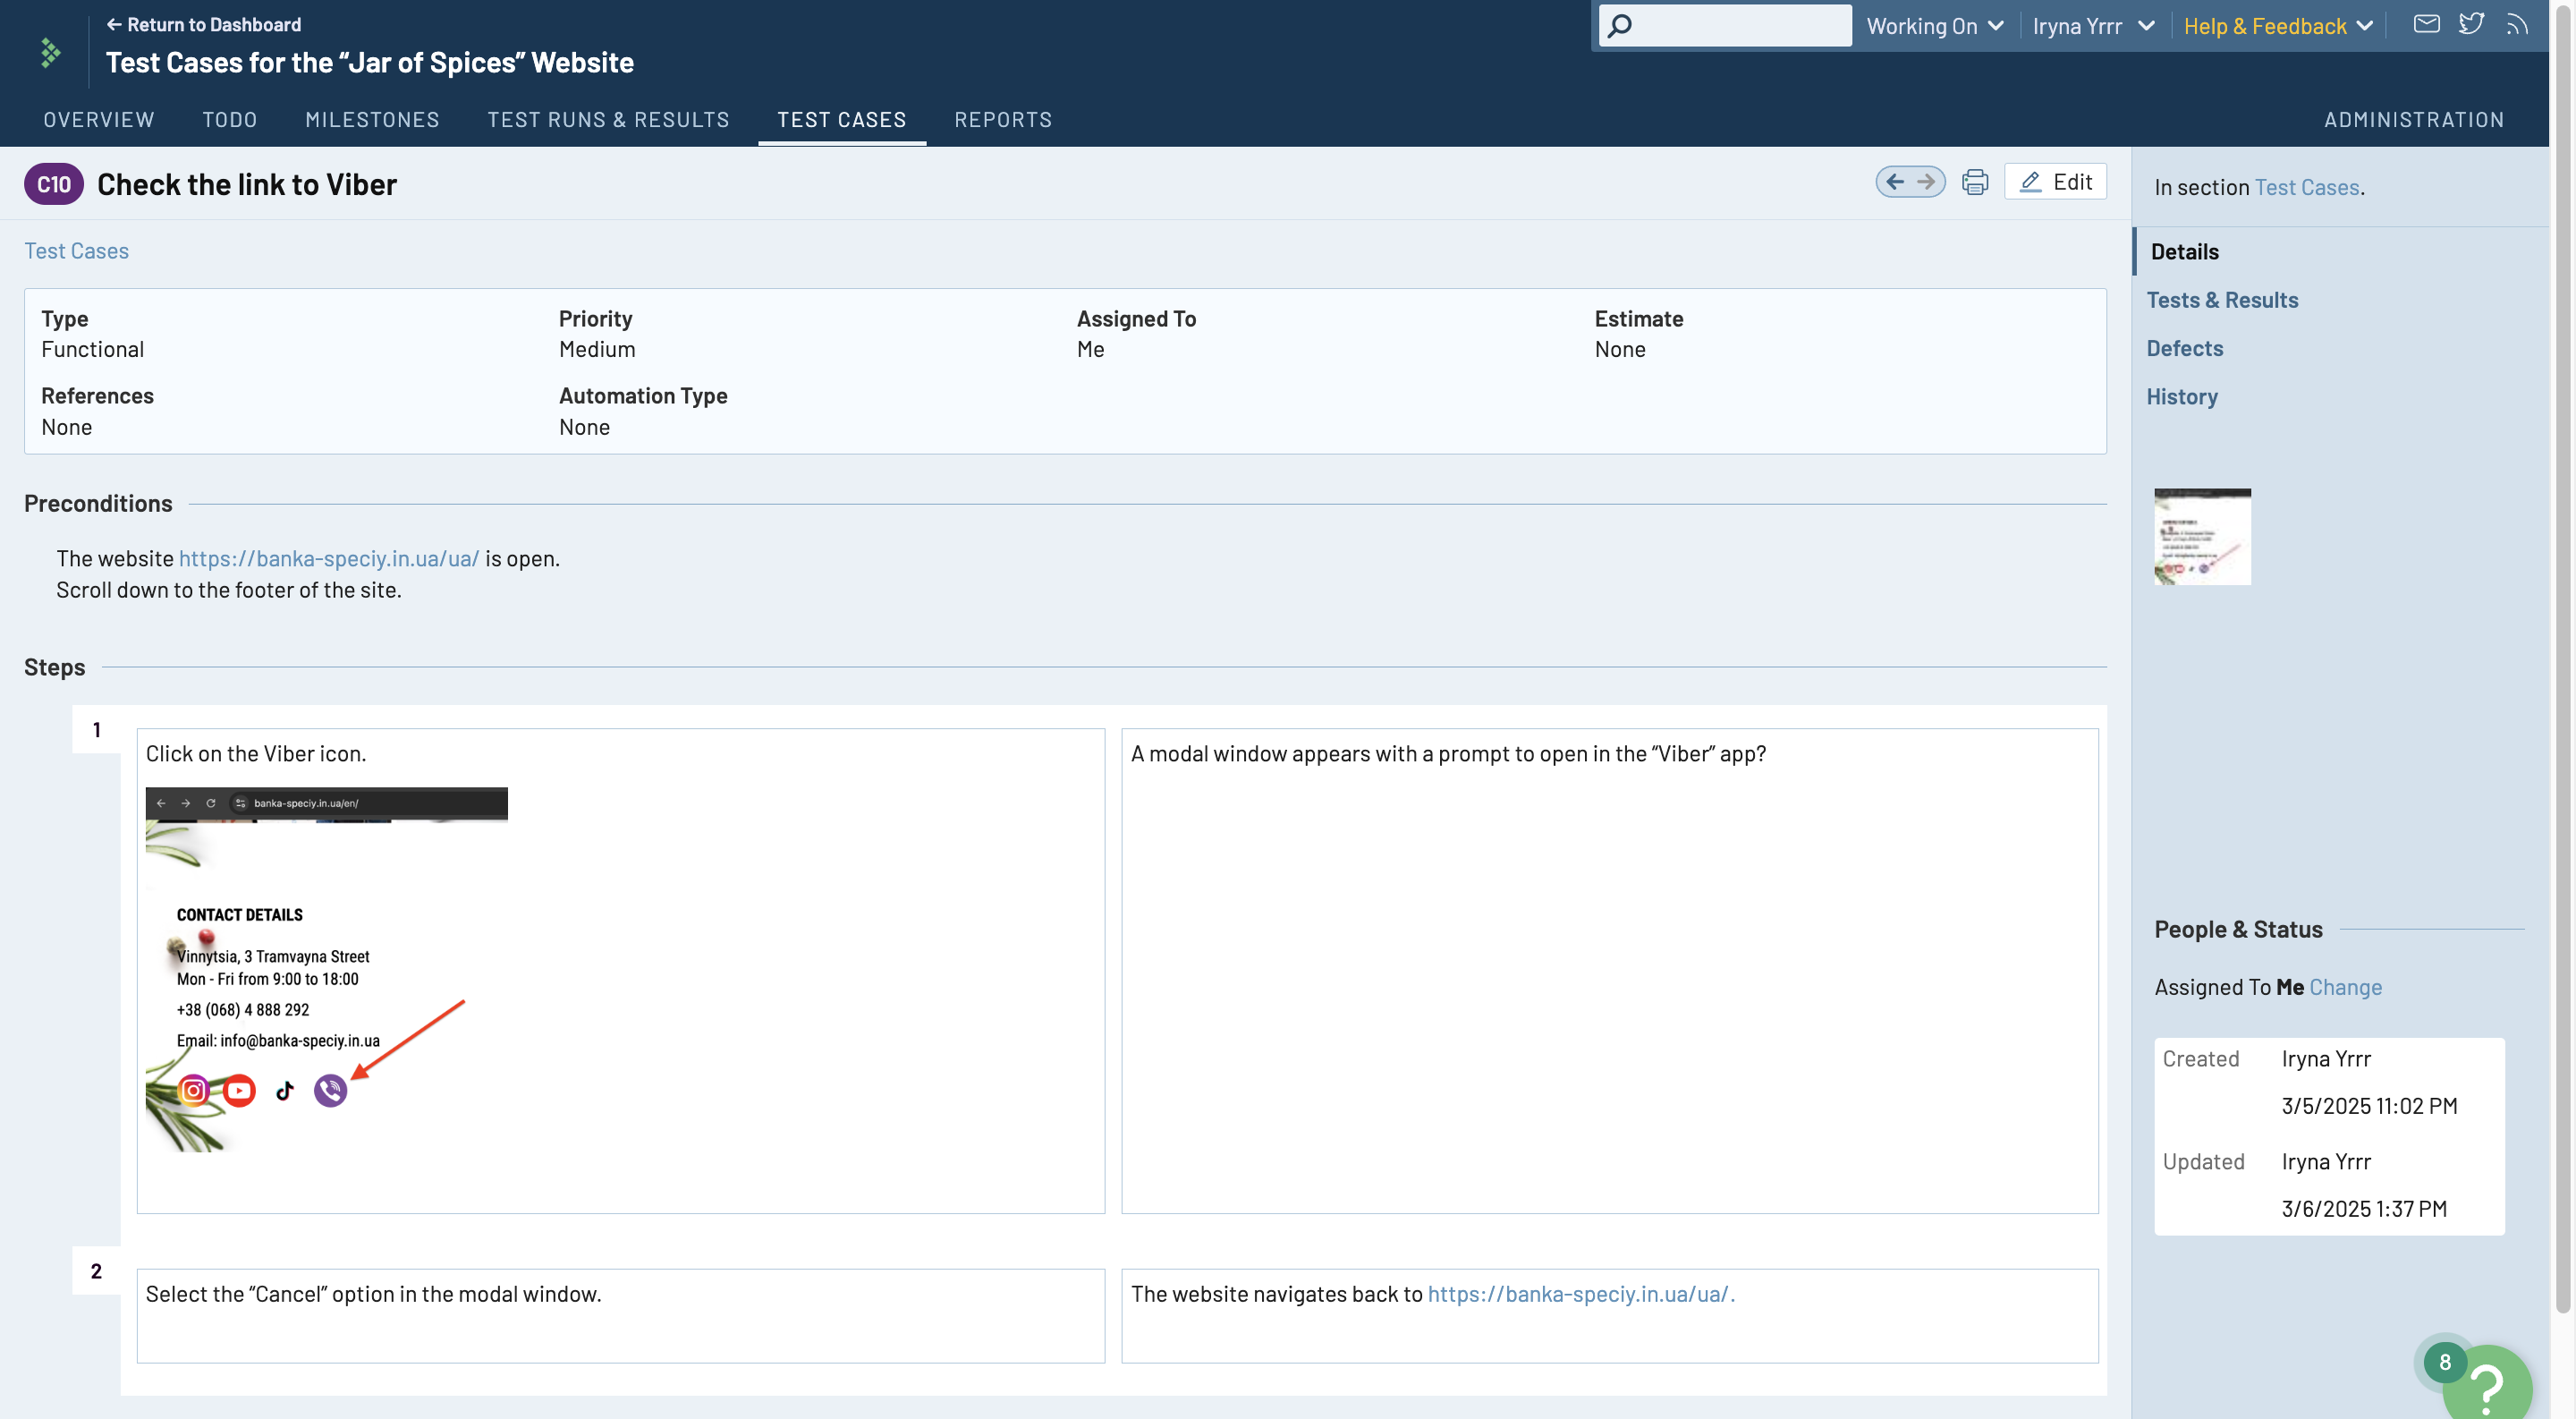 ← Return to Dashboard
Test Cases for the “Jar of Spices” Website
Working On
Iryna Yrrr
Help & Feedback
OVERVIEW
TODO
MILESTONES
TEST RUNS & RESULTS
TEST CASES
REPORTS
ADMINISTRATION
C10 Check the link to Viber
Edit
Test Cases
Type
Functional
Priority
Medium
Assigned To
Me
Estimate
None
References
None
Automation Type
None
Preconditions
The website https://banka-speciy.in.ua/ua/ is open.
Scroll down to the footer of the site.
Steps
1
Click on the Viber icon.
banka-speciy.in.ua/en/
CONTACT DETAILS
Vinnytsia, 3 Tramvayna Street
Mon - Fri from 9:00 to 18:00
+38 (068) 4 888 292
Email: info@banka-speciy.in.ua
A modal window appears with a prompt to open in the “Viber” app?
2
Select the “Cancel” option in the modal window.
The website navigates back to https://banka-speciy.in.ua/ua/.
In section Test Cases.
Details
Tests & Results
Defects
History
People & Status
Assigned To Me Change
Created Iryna Yrrr
3/5/2025 11:02 PM
Updated Iryna Yrrr
3/6/2025 1:37 PM
8
?